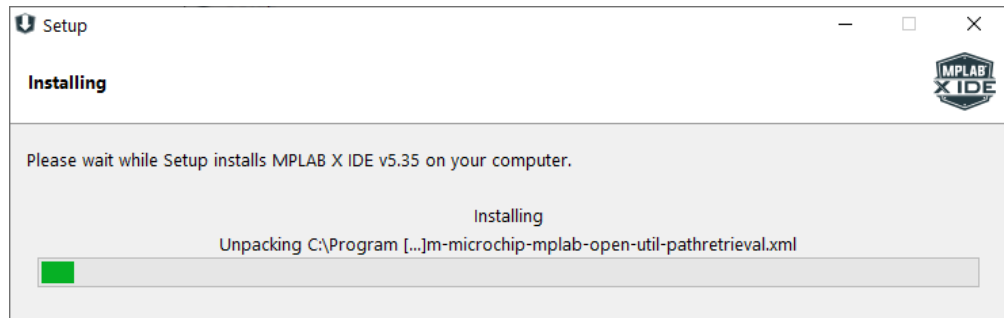 Setup
Installing
MPLAB
X IDE
Please wait while Setup installs MPLAB X IDE v5.35 on your computer.
Installing
Unpacking C:\Program [...]m-microchip-mplab-open-util-pathretrieval.xml